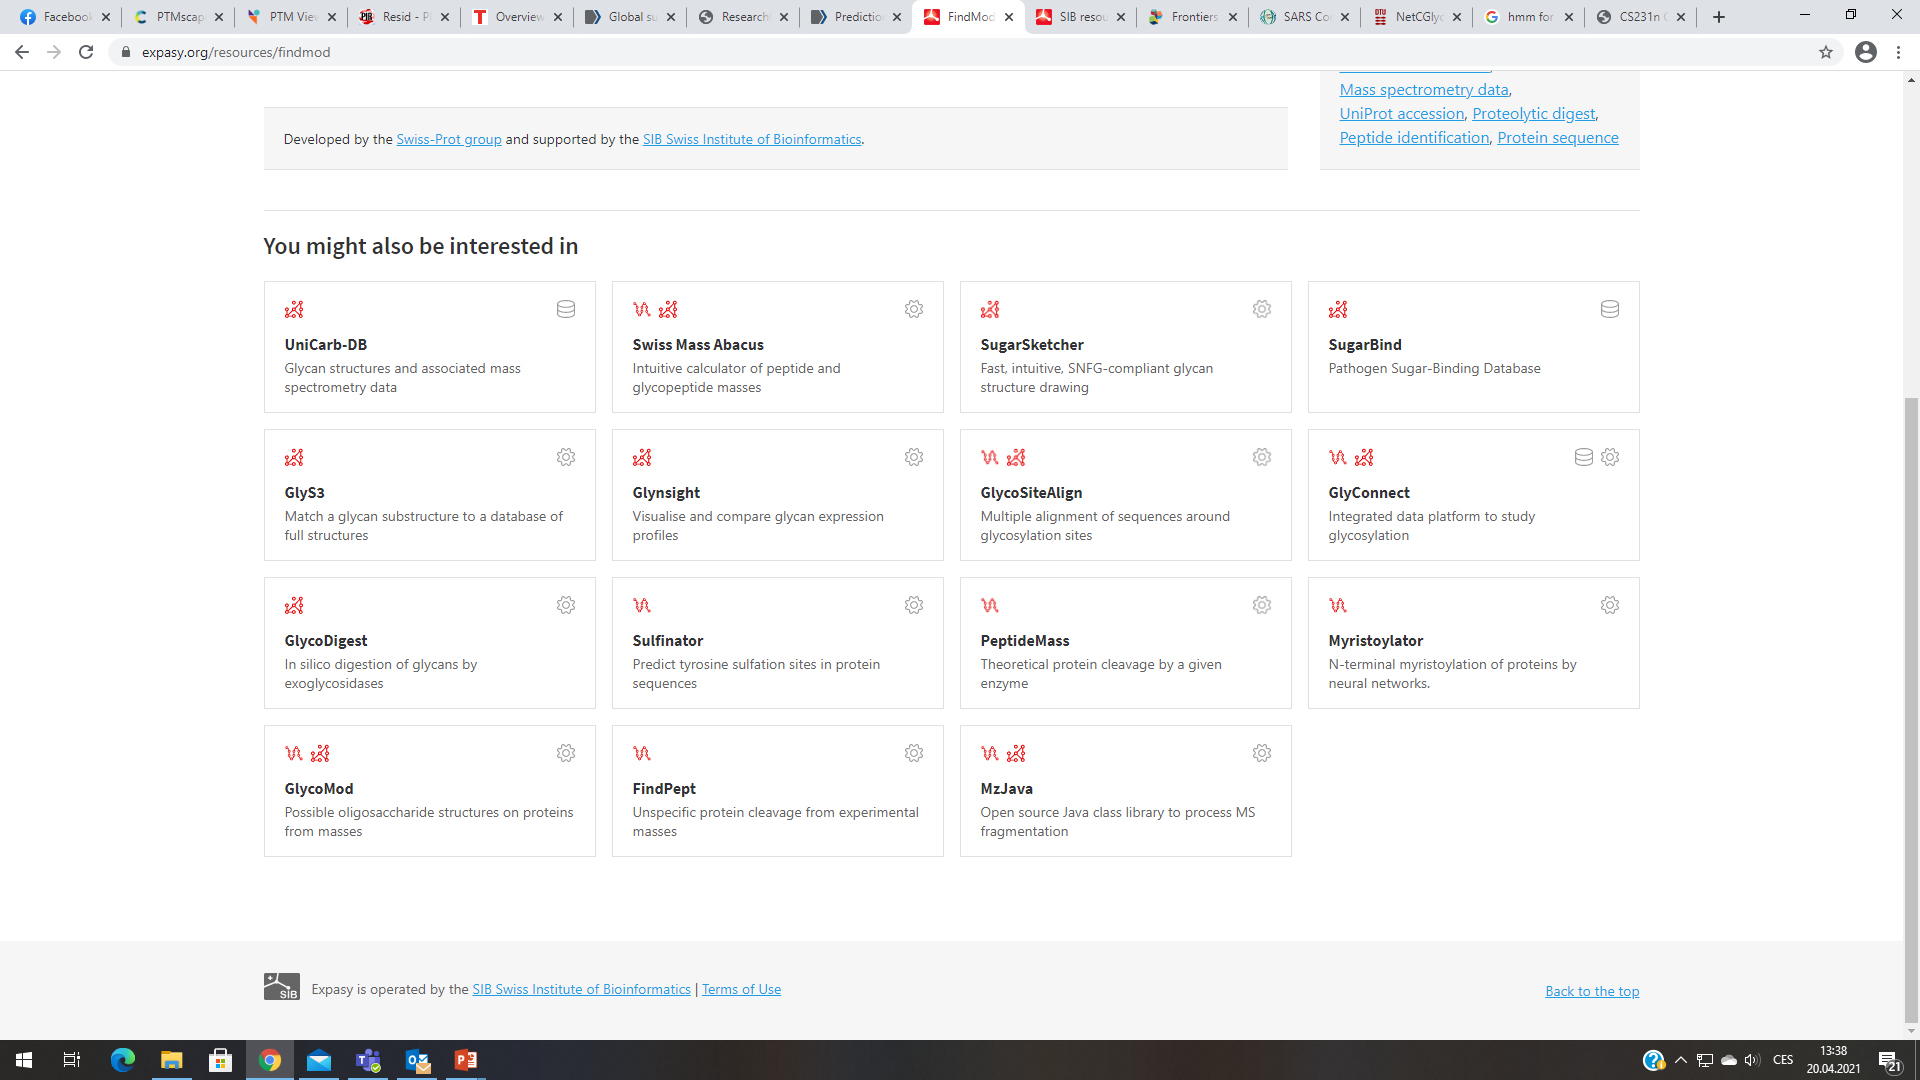 Facebook
PTMscap
PTM View
Resid - P
Overview
Global su
Research
Predictio
FindMod
SIB resou
Frontiers
SARS Co
NetCGlyc
hmm for
CS231n C
expasy.org/resources/findmod
Mass spectrometry data,
UniProt accession, Proteolytic digest,
Peptide identification, Protein sequence
Developed by the Swiss-Prot group and supported by the SIB Swiss Institute of Bioinformatics.
You might also be interested in
UniCarb-DB
Glycan structures and associated mass
spectrometry data
Swiss Mass Abacus
Intuitive calculator of peptide and
glycopeptide masses
SugarSketcher
Fast, intuitive, SNFG-compliant glycan
structure drawing
SugarBind
Pathogen Sugar-Binding Database
GlyS3
Match a glycan substructure to a database of
full structures
Glynsight
Visualise and compare glycan expression
profiles
GlycoSiteAlign
Multiple alignment of sequences around
glycosylation sites
GlyConnect
Integrated data platform to study
glycosylation
GlycoDigest
In silico digestion of glycans by
exoglycosidases
Sulfinator
Predict tyrosine sulfation sites in protein
sequences
PeptideMass
Theoretical protein cleavage by a given
enzyme
Myristoylator
N-terminal myristoylation of proteins by
neural networks.
GlycoMod
Possible oligosaccharide structures on proteins
from masses
FindPept
Unspecific protein cleavage from experimental
masses
MzJava
Open source Java class library to process MS
fragmentation
SIB
Expasy is operated by the SIB Swiss Institute of Bioinformatics | Terms of Use
Back to the top
CES
13:38
20.04.2021
21